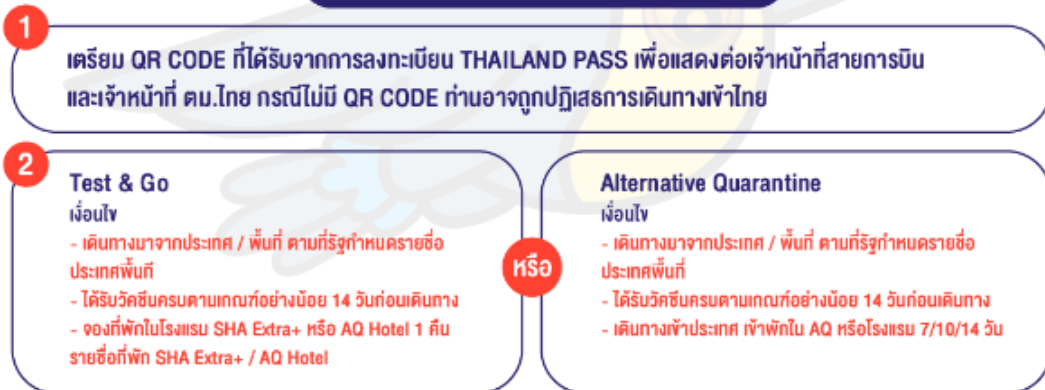 1
เตรียม QR CODE ที่ได้รับจากการลงทะเบียน THAILAND PASS เพื่อแสดงต่อเจ้าหน้าที่สายการบิน
และเจ้าหน้าที่ ตม.ไทย กรณีไม่มี QR CODE ท่านอาจถูกปฏิเสธการเดินทางเข้าไทย
2
Test & Go
เงื่อนไข
- เดินทางมาจากประเทศ / พื้นที่ ตามที่รัฐกำหนดรายชื่อ
ประเทศพื้นที
- ได้รับวัคซีนครบตามเกณฑ์อย่างน้อย 14 วันก่อนเดินทาง
- จองที่พักในโรงแรม SHA Extra+ หรือ AQ Hotel 1 คืน
รายชื่อที่พัก SHA Extra+ / AQ Hotel
หรือ
Alternative Quarantine
เงื่อนไข
- เดินทางมาจากประเทศ / พื้นที่ ตามที่รัฐกำหนดรายชื่อ
ประเทศพื้นที่
- ได้รับวัคซีนครบตามเกณฑ์อย่างน้อย 14 วันก่อนเดินทาง
- เดินทางเข้าประเทศ เข้าพักใน AQ หรือโรงแรม 7/10/14 วัน